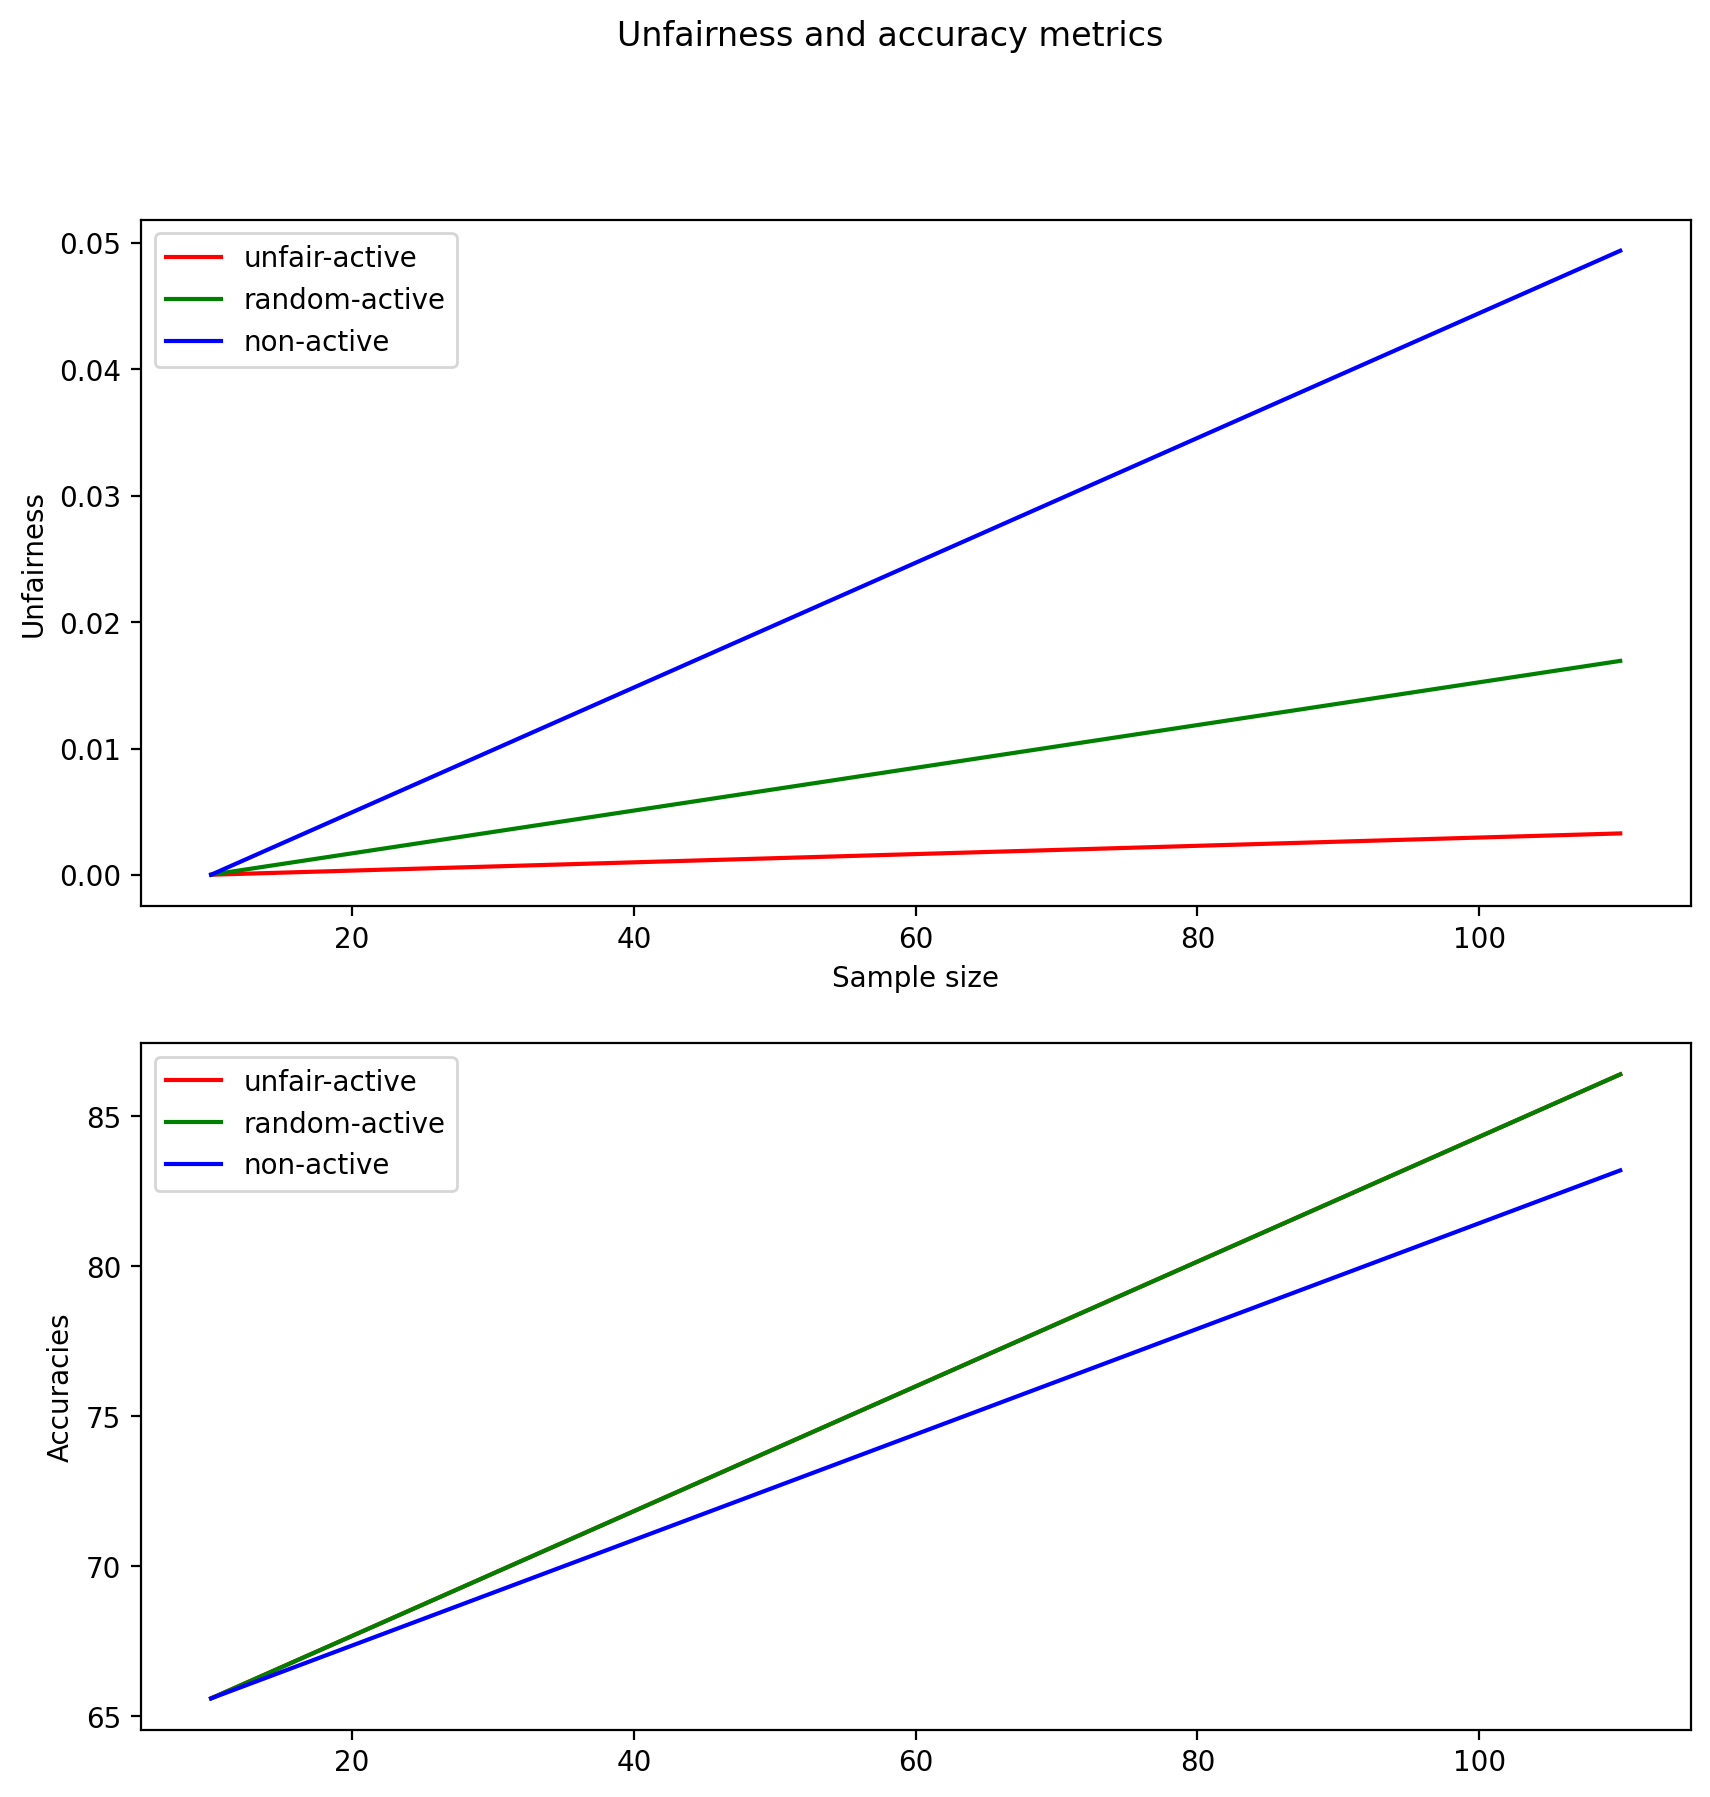 Unfairness and accuracy metrics
0.05
0.04
0.03
0.02
0.01
0.00
Unfairness
unfair-active
random-active
non-active
20 40 60 80 100
Sample size
85
80
75
70
65
Accuracies
unfair-active
random-active
non-active
20 40 60 80 100